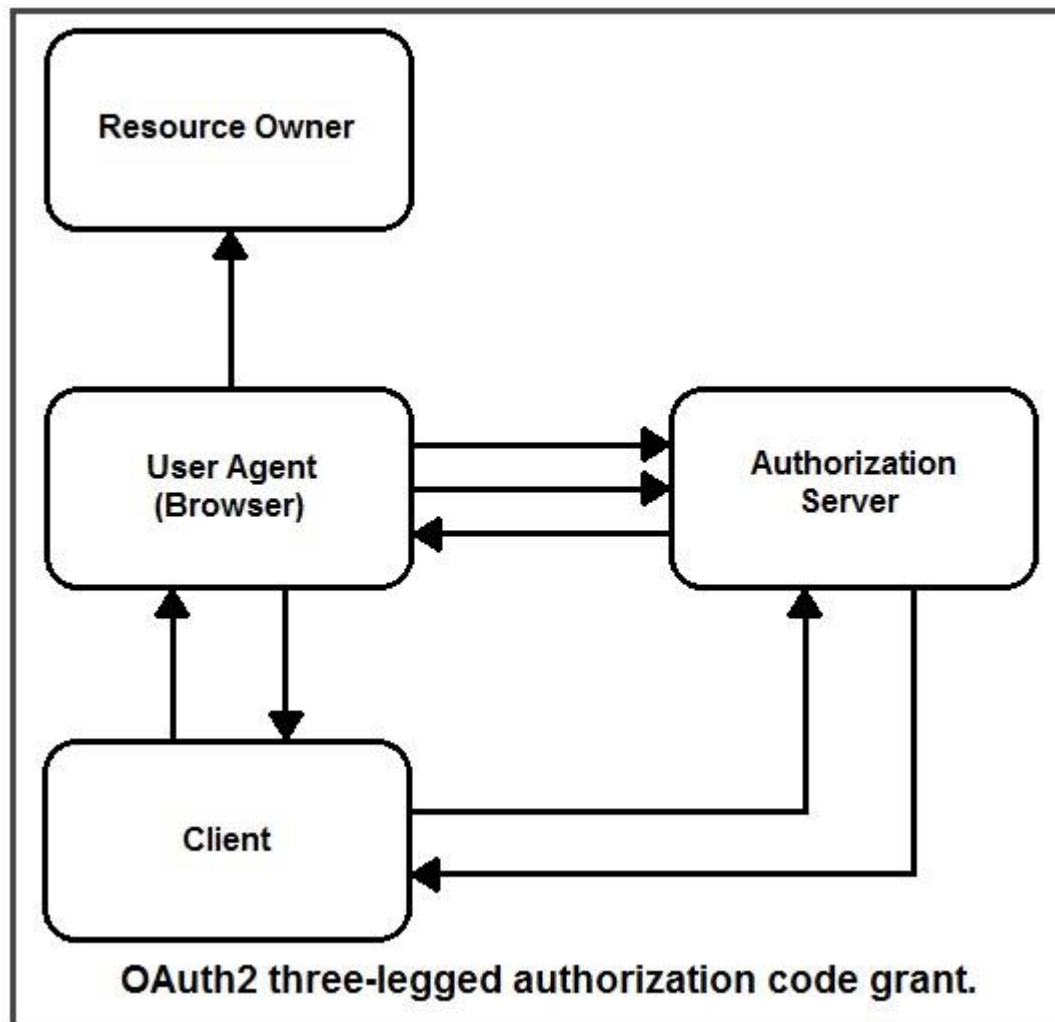 Resource Owner
User Agent
(Browser)
Authorization
Server
Client
OAuth2 three-legged authorization code grant.